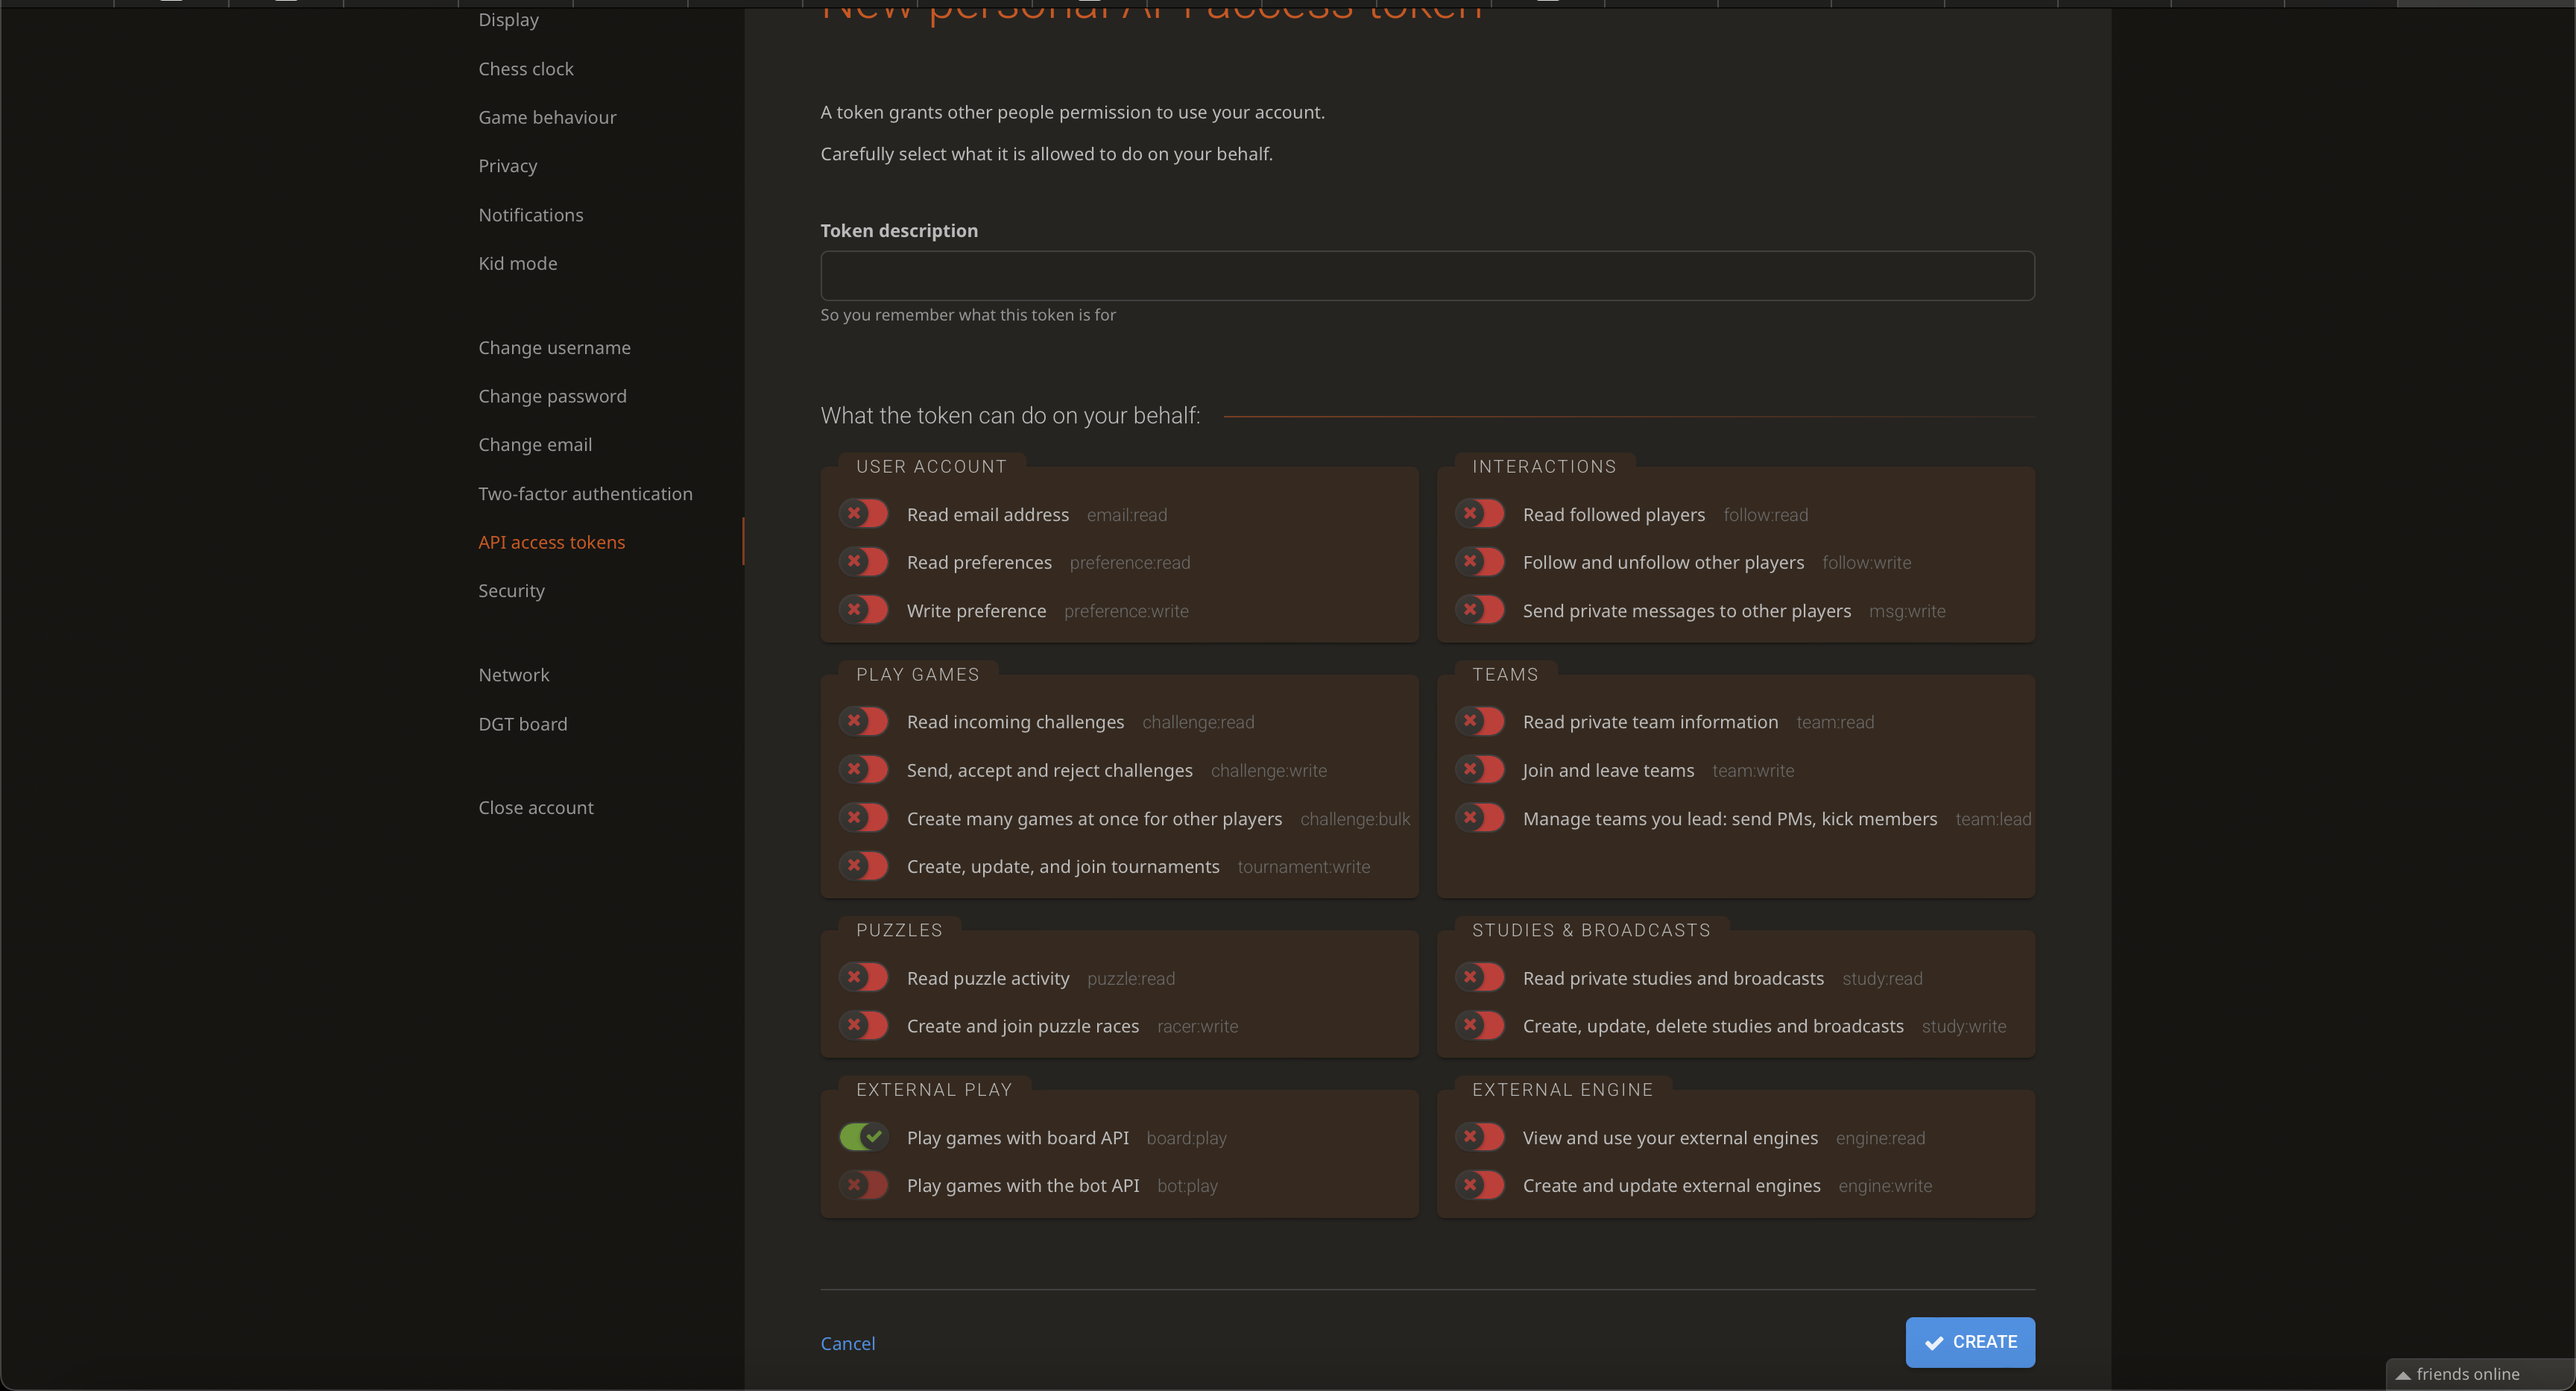 Display
Chess clock
Game behaviour
Privacy
Notifications
Kid mode
Change username
Change password
Change email
Two-factor authentication
API access tokens
Security
Network
DGT board
Close account
New personal API access token
A token grants other people permission to use your account.
Carefully select what it is allowed to do on your behalf.
Token description
So you remember what this token is for
What the token can do on your behalf:
USER ACCOUNT
Read email address email:read
Read preferences preference:read
Write preference preference:write
INTERACTIONS
Read followed players follow:read
Follow and unfollow other players follow:write
Send private messages to other players msg:write
PLAY GAMES
Read incoming challenges challenge:read
Send, accept and reject challenges challenge:write
Create many games at once for other players challenge:bulk
Create, update, and join tournaments tournament:write
TEAMS
Read private team information team:read
Join and leave teams team:write
Manage teams you lead: send PMs, kick members team:lead
PUZZLES
Read puzzle activity puzzle:read
Create and join puzzle races racer:write
STUDIES & BROADCASTS
Read private studies and broadcasts study:read
Create, update, delete studies and broadcasts study:write
EXTERNAL PLAY
Play games with board API board:play
Play games with the bot API bot:play
EXTERNAL ENGINE
View and use your external engines engine:read
Create and update external engines engine:write
Cancel
CREATE
friends online